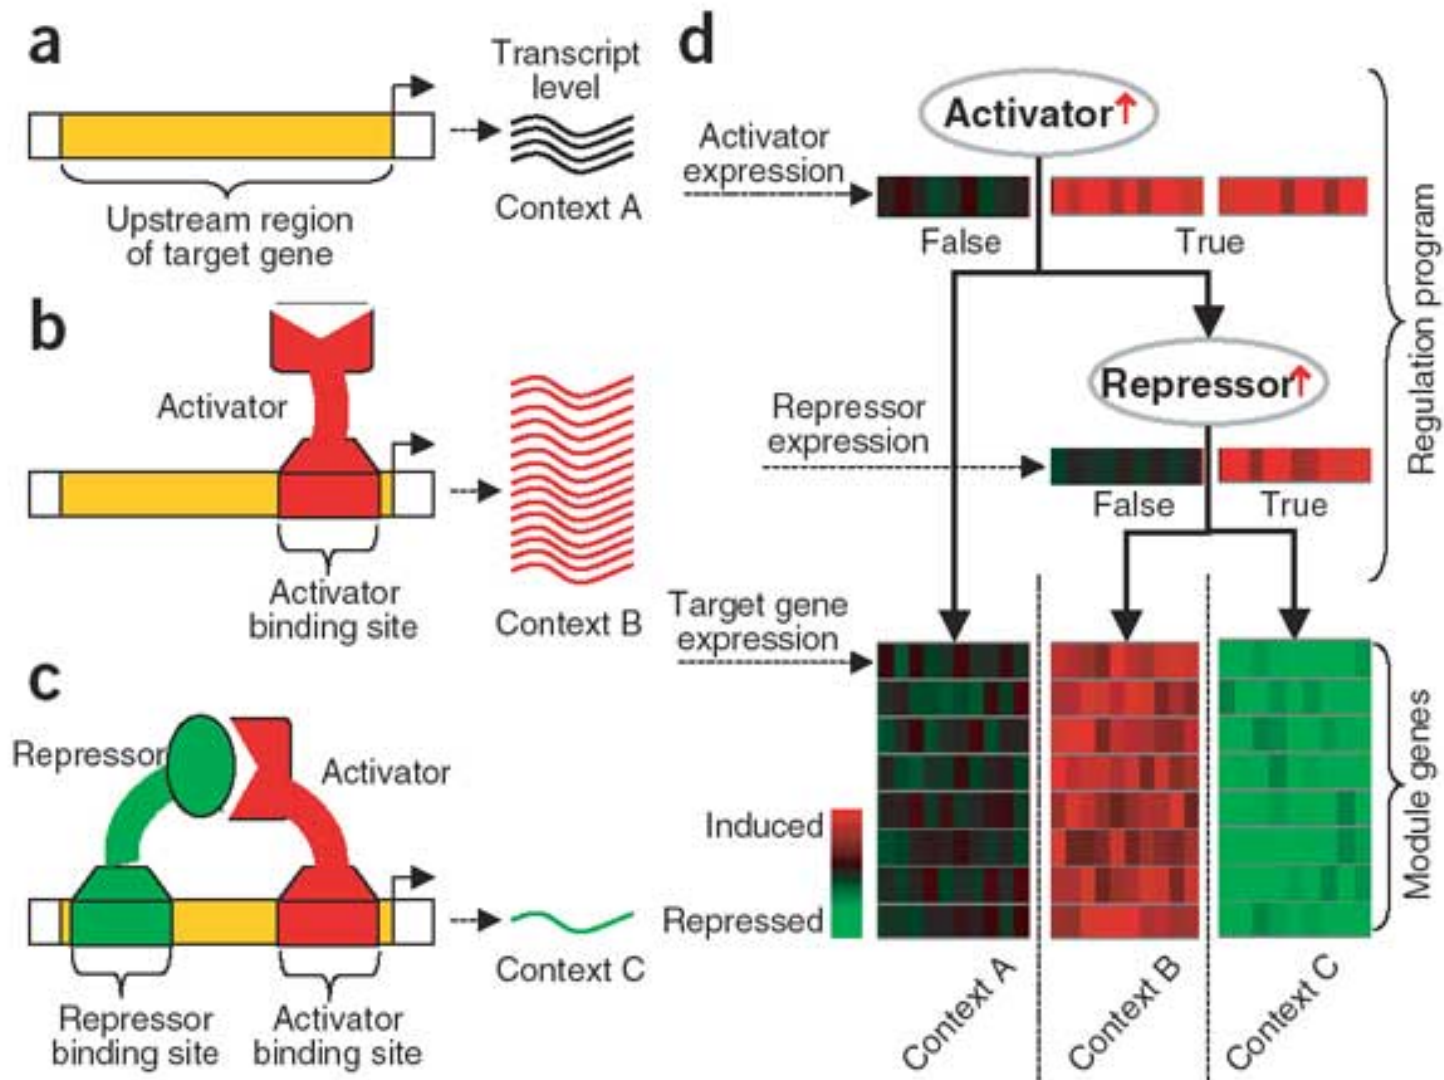 a
Transcript
level
Upstream region
of target gene
Context A
b
Activator
Activator
binding site
Context B
c
Repressor
Activator
Repressor
binding site
Activator
binding site
Context C
d
Activator↑
Activator
expression
False
True
Repressor↑
Repressor
expression
False
True
Regulation program
Target gene
expression
Induced
Repressed
Module genes
Context A
Context B
Context C